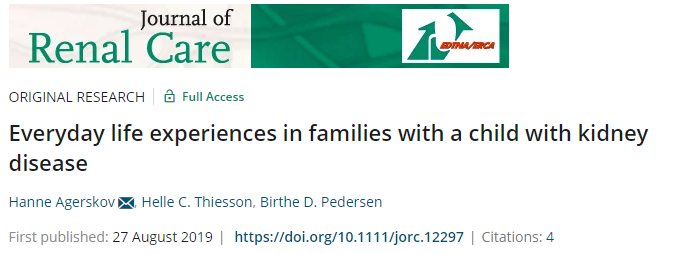 Journal of
Renal Care
EDTNA/ERCA
ORIGINAL RESEARCH | Full Access
Everyday life experiences in families with a child with kidney
disease
Hanne Agerskov, Helle C. Thiesson, Birthe D. Pedersen
First published: 27 August 2019 | https://doi.org/10.1111/jorc.12297 | Citations: 4